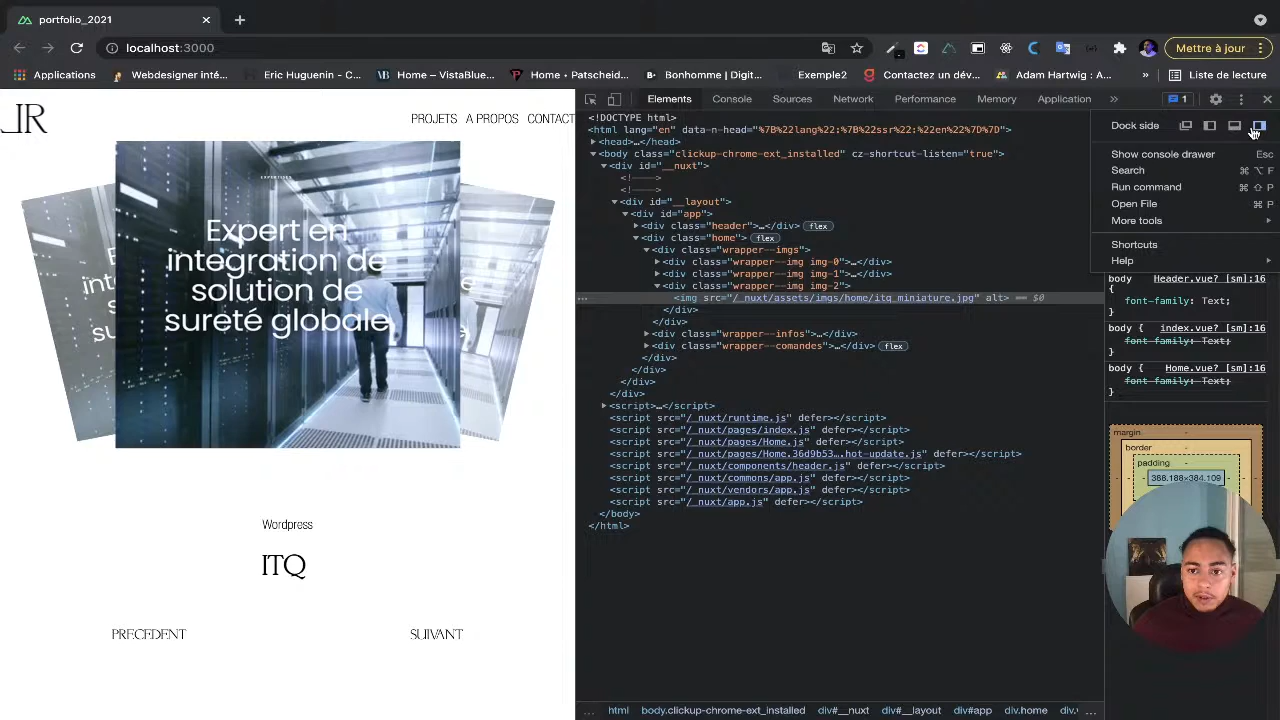 portfolio_2021
localhost:3000
Mettre à jour
Applications
Webdesigner inté...
Eric Huguenin - C...
Home – VistaBlue...
Home • Patscheid...
Bonhomme | Digit...
Exemple2
Contactez un dév...
Adam Hartwig : A...
»
Liste de lecture
JR
PROJETS A PROPOS CONTACT
EXPERTISES
Expert en
integration de
solution de
sureté globale
Wordpress
ITQ
PRECEDENT
SUIVANT
Elements Console Sources Network Performance Memory Application » 1
<!DOCTYPE html>
<html lang="en" data-n-head="%7B%22lang%22:%7B%22ssr%22:%22en%22%7D%7D">
<head>…</head>
<body class="clickup-chrome-ext_installed" cz-shortcut-listen="true">
<div id="__nuxt">
<!---->
<!---->
<div id="__layout">
<div id="app">
<div class="header">…</div> flex
<div class="home"> flex
<div class="wrapper--imgs">
<div class="wrapper--img img-0">…</div>
<div class="wrapper--img img-1">…</div>
<div class="wrapper--img img-2">
<img src="/_nuxt/assets/imgs/home/itq_miniature.jpg" alt> == $0
</div>
</div>
<div class="wrapper--infos">…</div>
<div class="wrapper--comandes">…</div> flex
</div>
</div>
</div>
</div>
<script>…</script>
<script src="/_nuxt/runtime.js" defer></script>
<script src="/_nuxt/pages/index.js" defer></script>
<script src="/_nuxt/pages/Home.js" defer></script>
<script src="/_nuxt/pages/Home.36d9b53….hot-update.js" defer></script>
<script src="/_nuxt/components/header.js" defer></script>
<script src="/_nuxt/commons/app.js" defer></script>
<script src="/_nuxt/vendors/app.js" defer></script>
<script src="/_nuxt/app.js" defer></script>
</body>
</html>
Dock side
Show console drawer Esc
Search ⌘ ⌥ F
Run command ⌘ ⇧ P
Open File ⌘ P
More tools
Shortcuts
Help
body Header.vue? [sm]:16
{
font-family: Text;
}
body { index.vue? [sm]:16
font-family: Text;
}
body { Home.vue? [sm]:16
font-family: Text;
}
margin -
border -
padding -
368.188×384.109
... html body.clickup-chrome-ext_installed div#__nuxt div#__layout div#app div.home div.v ...